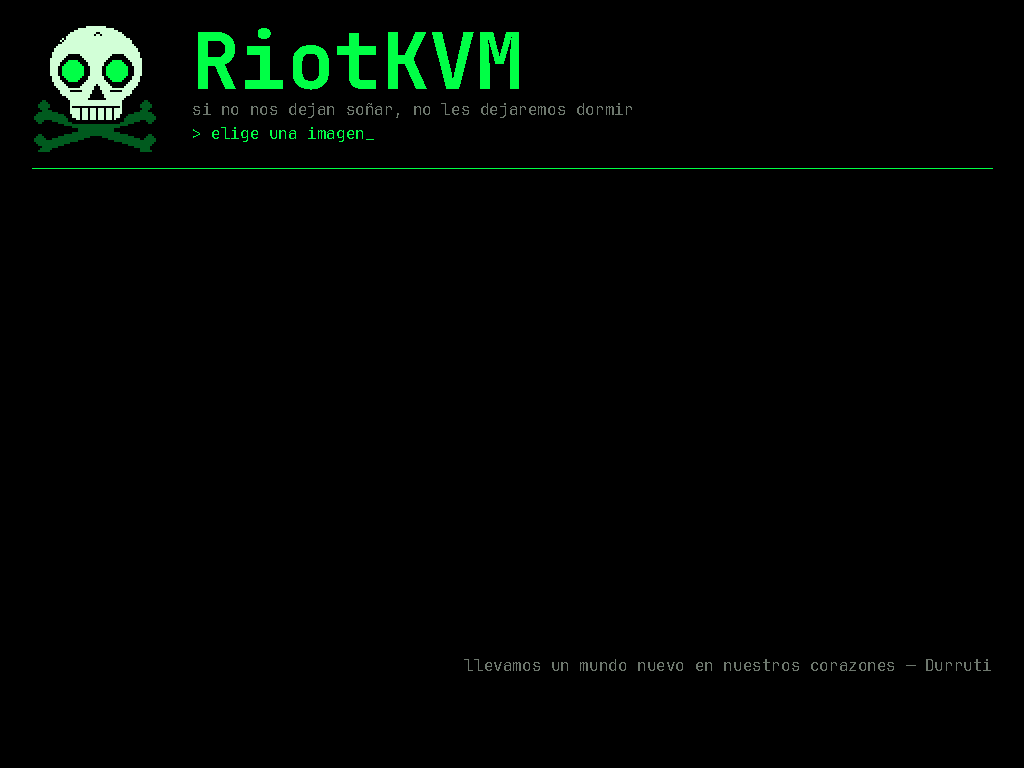 RiotKVM
si no nos dejan soñar, no les dejaremos dormir
> elige una imagen_
llevamos un mundo nuevo en nuestros corazones — Durruti